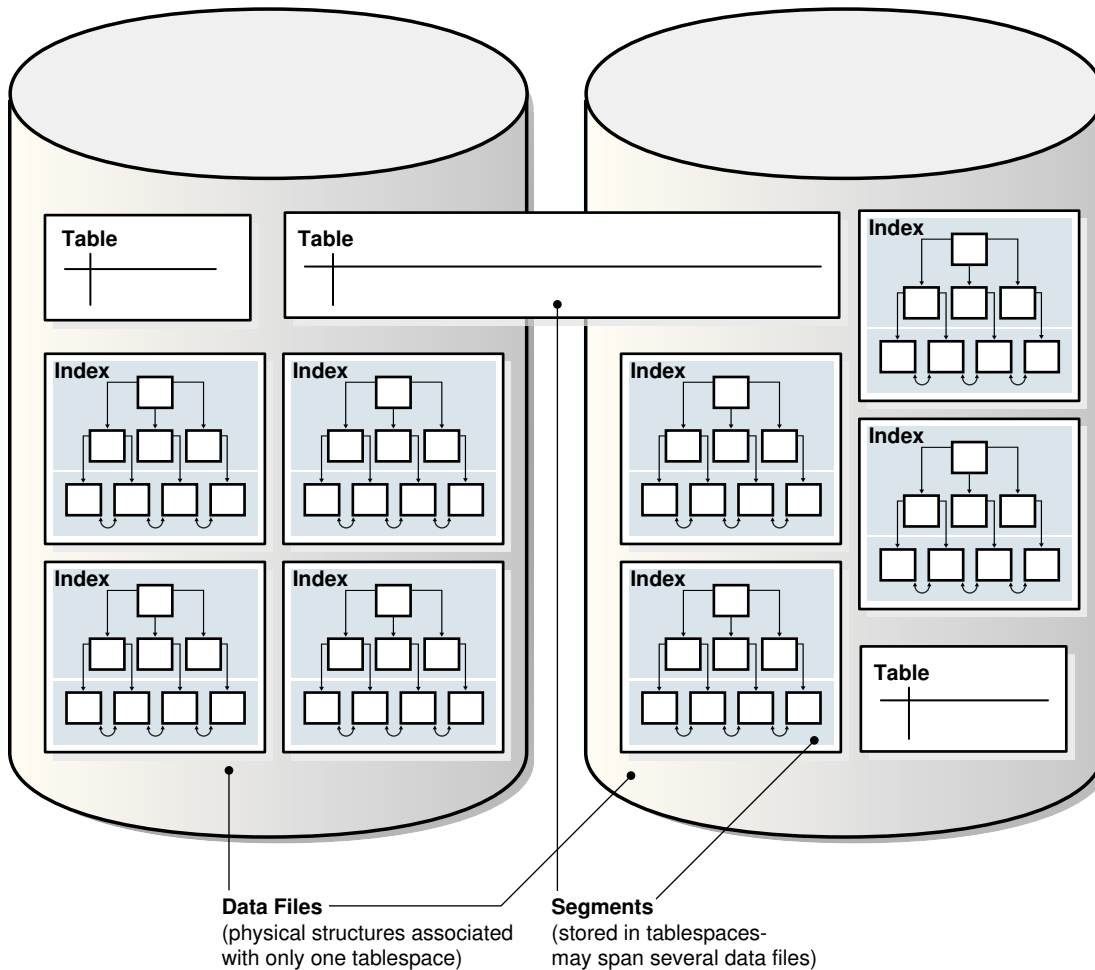 Table
Table
Index
Index
Index
Index
Index
Index
Index
Index
Table
Data Files
(physical structures associated
with only one tablespace)
Segments
(stored in tablespaces-
may span several data files)